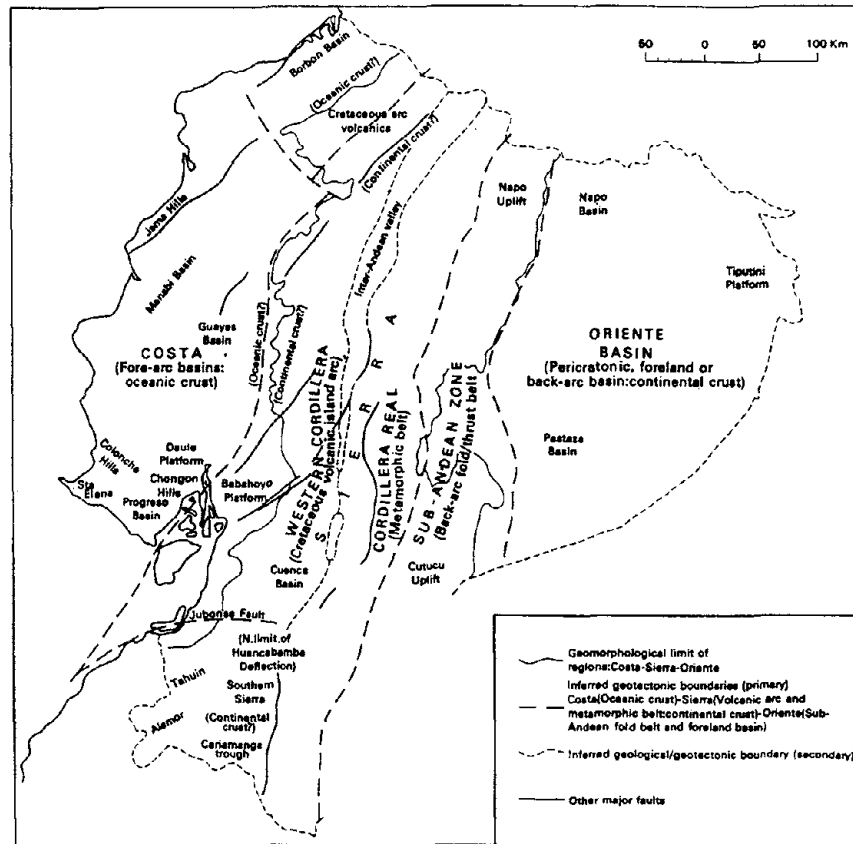 50 0 50 100 Km
Borbon Basin
(Oceanic crust?)
Cretaceous arc
volcanics
(Continental crust?)
Napo
Uplift
Napo
Basin
Jama Hills
Inter-Andean valley
Tiputini
Platform
Manabi Basin
Guayas
Basin
COSTA
(Fore-arc basins:
oceanic crust)
(Oceanic crust?)
(Continental crust?)
ORIENTE
BASIN
(Pericratonic, foreland or
back-arc basin:continental crust)
WESTERN CORDILLERA
(Cretaceous volcanic island arc)
SIERRA
CORDILLERA REAL
(Metamorphic belt)
SUB-ANDEAN ZONE
(Back-arc fold/thrust belt)
Pastaza
Basin
Colonche
Hills
Daule
Platform
Sta
Elena
Chongon
Hills
Progreso
Basin
Babahoyo
Platform
Cuenca
Basin
Cutucu
Uplift
Jubones Fault
(N.limit of
Huancabamba
Deflection)
Tahuin
Southern
Sierra
Alamor
(Continental
crust?)
Cariamanga
trough
Geomorphological limit of
regions:Costa-Sierra-Oriente
Inferred geotectonic boundaries (primary)
Costa(Oceanic crust)-Sierra(Volcanic arc and
metamorphic belt:continental crust)-Oriente(Sub-
Andean fold belt and foreland basin)
Inferred geological/geotectonic boundary (secondary)
Other major faults